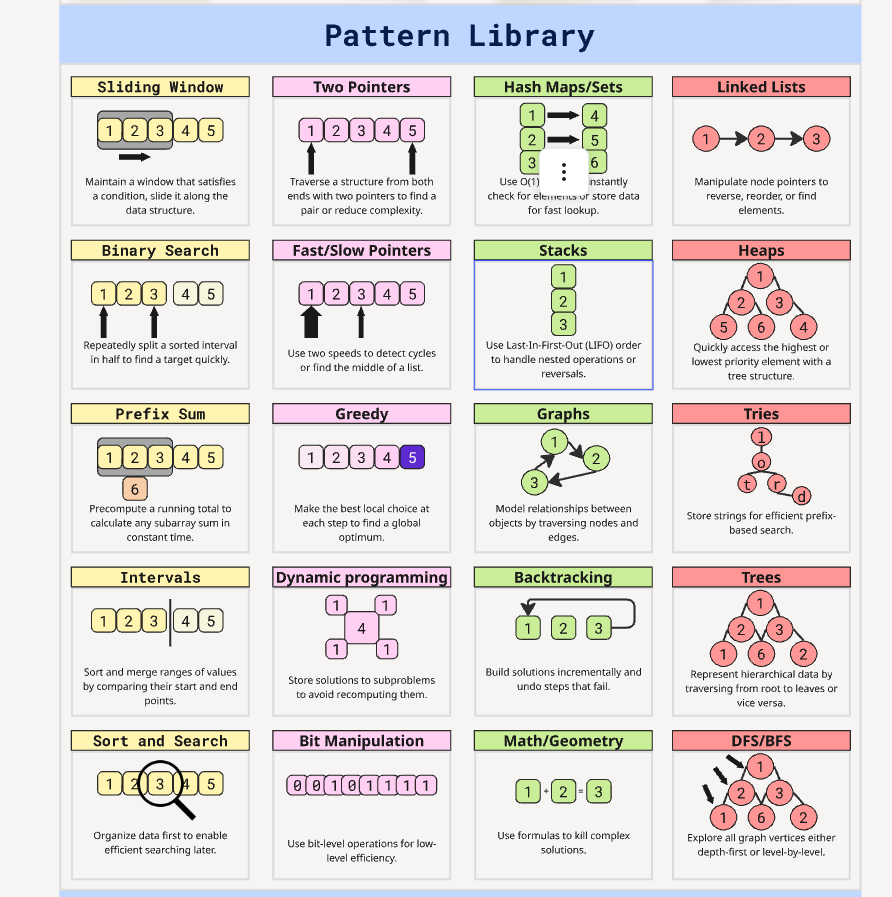 Pattern Library
Sliding Window
1 2 3 4 5
Maintain a window that satisfies
a condition, slide it along the
data structure.
Two Pointers
1 2 3 4 5
Traverse a structure from both
ends with two pointers to find a
pair or reduce complexity.
Hash Maps/Sets
1 4
2 5
3 6
Use O(1) instantly
check for elements or store data
for fast lookup.
Linked Lists
1 2 3
Manipulate node pointers to
reverse, reorder, or find
elements.
Binary Search
1 2 3 4 5
Repeatedly split a sorted interval
in half to find a target quickly.
Fast/Slow Pointers
1 2 3 4 5
Use two speeds to detect cycles
or find the middle of a list.
Stacks
1
2
3
Use Last-In-First-Out (LIFO) order
to handle nested operations or
reversals.
Heaps
1
2 3
5 6 4
Quickly access the highest or
lowest priority element with a
tree structure.
Prefix Sum
1 2 3 4 5
6
Precompute a running total to
calculate any subarray sum in
constant time.
Greedy
1 2 3 4 5
Make the best local choice at
each step to find a global
optimum.
Graphs
1
2
3
Model relationships between
objects by traversing nodes and
edges.
Tries
l
o
t r
d
Store strings for efficient prefix-
based search.
Intervals
1 2 3 4 5
Sort and merge ranges of values
by comparing their start and end
points.
Dynamic programming
1 1
4
1 1
Store solutions to subproblems
to avoid recomputing them.
Backtracking
1 2 3
Build solutions incrementally and
undo steps that fail.
Trees
1
2 3
1 6 2
Represent hierarchical data by
traversing from root to leaves or
vice versa.
Sort and Search
1 2 3 4 5
Organize data first to enable
efficient searching later.
Bit Manipulation
0 0 1 0 1 1 1 1
Use bit-level operations for low-
level efficiency.
Math/Geometry
1 + 2 = 3
Use formulas to kill complex
solutions.
DFS/BFS
1
2 3
1 6 2
Explore all graph vertices either
depth-first or level-by-level.